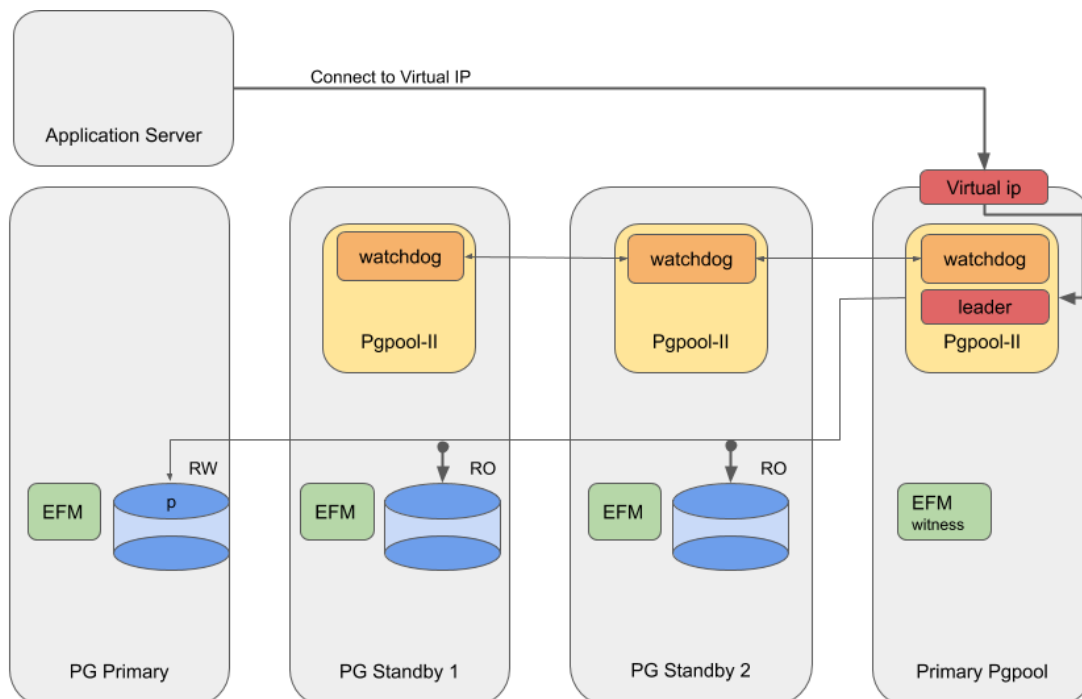 Connect to Virtual IP
Application Server
Virtual ip
watchdog
watchdog
watchdog
leader
Pgpool-II
Pgpool-II
Pgpool-II
RW
RO
RO
EFM
p
EFM
EFM
EFM
witness
PG Primary
PG Standby 1
PG Standby 2
Primary Pgpool